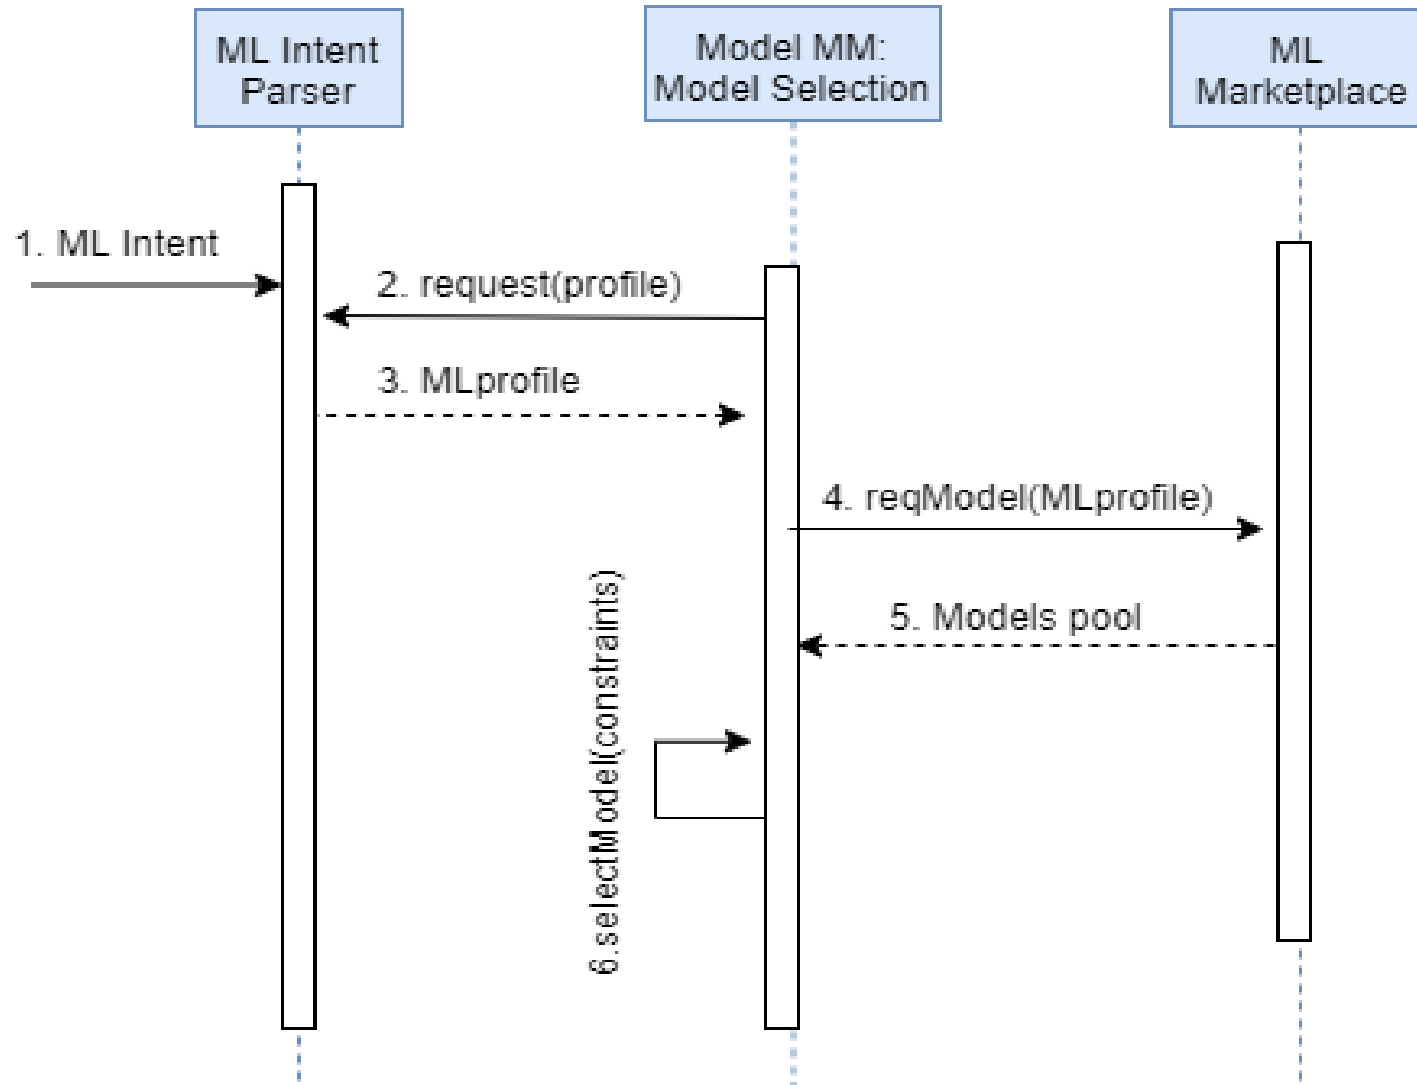 ML Intent
Parser
Model MM:
Model Selection
ML
Marketplace
1. ML Intent
2. request(profile)
3. MLprofile
4. reqModel(MLprofile)
5. Models pool
6.selectModel(constraints)